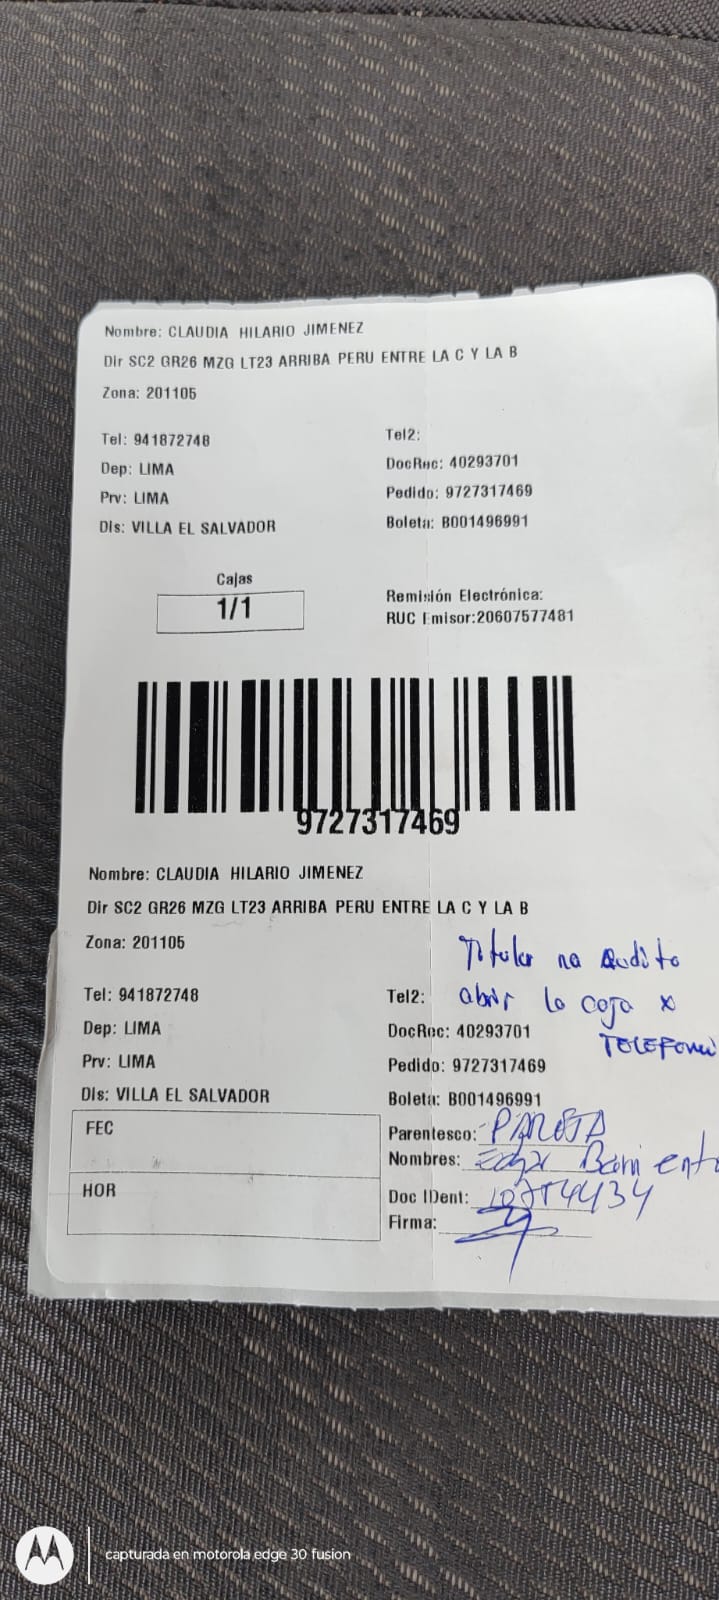 Nombre: CLAUDIA HILARIO JIMENEZ
Dir SC2 GR26 MZG LT23 ARRIBA PERU ENTRE LA C Y LA B
Zona: 201105
Tel: 941872748
Tel2:
Dep: LIMA
DocRec: 40293701
Prv: LIMA
Pedido: 9727317469
Dis: VILLA EL SALVADOR
Boleta: B001496991
Cajas
1/1
Remisión Electrónica:
RUC Emisor:20607577481
9727317469
Nombre: CLAUDIA HILARIO JIMENEZ
Dir SC2 GR26 MZG LT23 ARRIBA PERU ENTRE LA C Y LA B
Zona: 201105
Titular no
abrir la caja x
TELEFONO
Tel: 941872748
Tel2:
Dep: LIMA
DocRec: 40293701
Prv: LIMA
Pedido: 9727317469
Dis: VILLA EL SALVADOR
Boleta: B001496991
FEC
Parentesco: PAREJA
Nombres: Edgar Barriento
HOR
Doc IDent:
Firma:
capturada en motorola edge 30 fusion